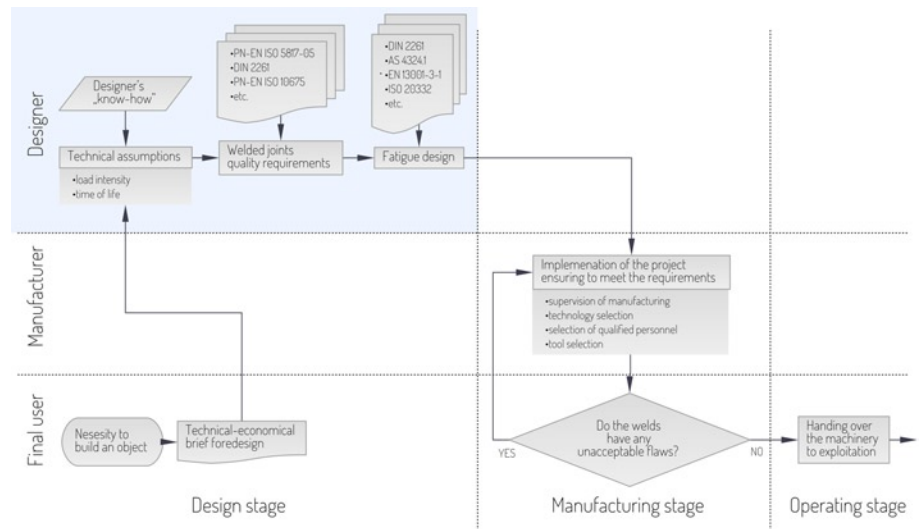 Designer
Designer's
„know-how"
Technical assumptions
•load intensity
•time of life
•PN-EN ISO 5817-05
•DIN 2261
•PN-EN ISO 10675
•etc.
Welded joints
quality requirements
•DIN 2261
•AS 4324.1
•EN 13001-3-1
•ISO 20332
•etc.
Fatigue design
Manufacturer
Implemenation of the project
ensuring to meet the requirements
•supervision of manufacturing
•technology selection
•selection of qualified personnel
•tool selection
Final user
Nesesity to
build an object
Technical-economical
brief foredesign
Do the welds
have any
unacceptable flaws?
YES
NO
Handing over
the machinery
to exploitation
Design stage
Manufacturing stage
Operating stage